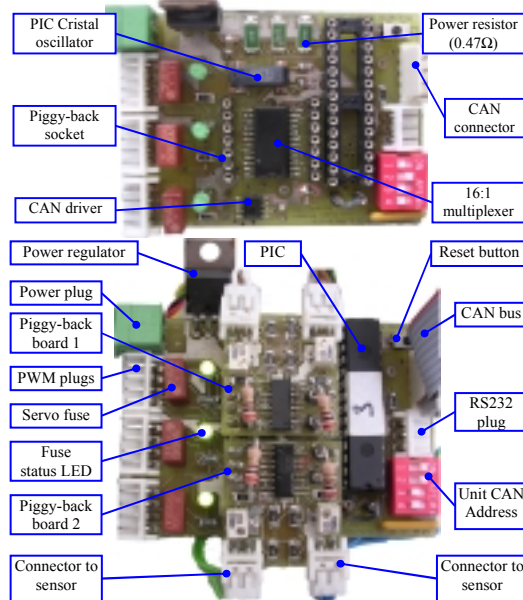 PIC Cristal
oscillator
Power resistor
(0.47Ω)
Piggy-back
socket
CAN
connector
CAN driver
16:1
multiplexer
Power regulator
PIC
Reset button
Power plug
CAN bus
Piggy-back
board 1
PWM plugs
Servo fuse
RS232
plug
Fuse
status LED
Unit CAN
Address
Piggy-back
board 2
Connector to
sensor
Connector to
sensor